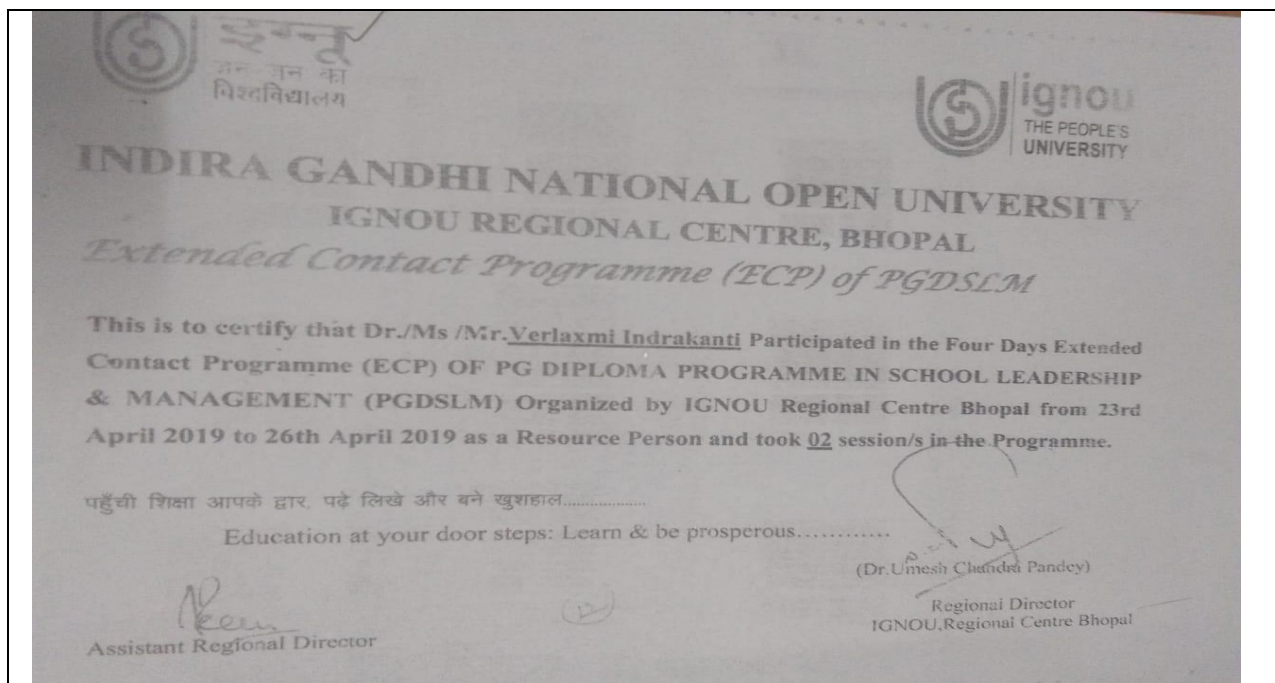 इग्नू
जन-जन का
विश्वविद्यालय
ignou
THE PEOPLE'S
UNIVERSITY
INDIRA GANDHI NATIONAL OPEN UNIVERSITY
IGNOU REGIONAL CENTRE, BHOPAL
Extended Contact Programme (ECP) of PGDSLM
This is to certify that Dr./Ms /Mr.Verlaxmi Indrakanti Participated in the Four Days Extended
Contact Programme (ECP) OF PG DIPLOMA PROGRAMME IN SCHOOL LEADERSHIP
& MANAGEMENT (PGDSLM) Organized by IGNOU Regional Centre Bhopal from 23rd
April 2019 to 26th April 2019 as a Resource Person and took 02 session/s in the Programme.
पहुँची शिक्षा आपके द्वार, पढ़े लिखे और बने खुशहाल...................
Education at your door steps: Learn & be prosperous............
(Dr.Umesh Chandra Pandey)
Regional Director
IGNOU,Regional Centre Bhopal
Assistant Regional Director